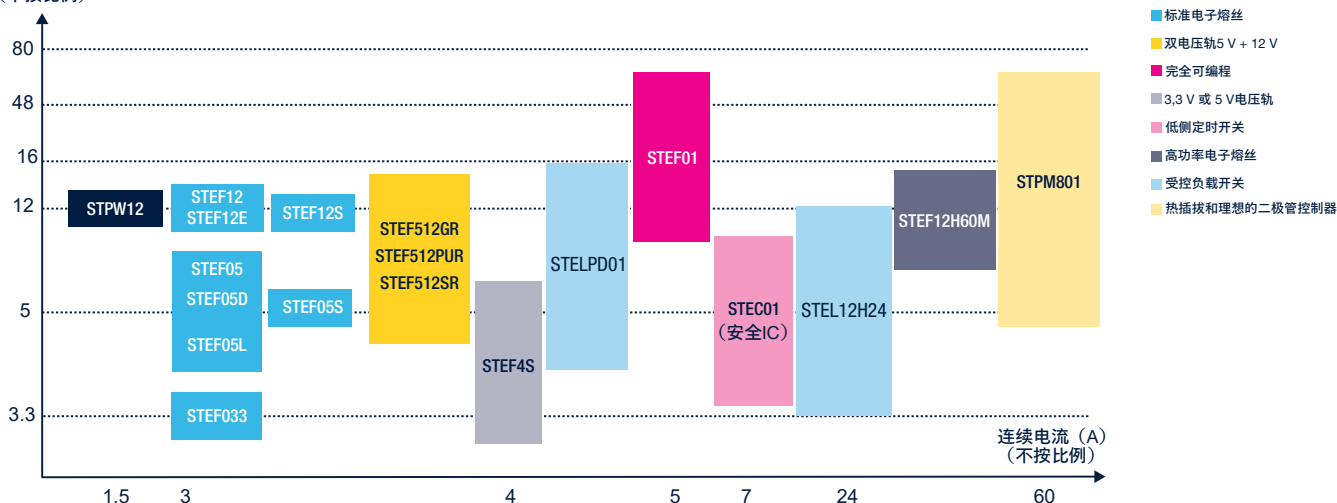 80
48
16
12
5
3.3
STPW12
STEF12
STEF12E
STEF12S
STEF05
STEF05D
STEF05L
STEF05S
STEF033
STEF512GR
STEF512PUR
STEF512SR
STEF4S
STELPD01
STEF01
STEC01
（安全IC）
STEL12H24
STEF12H60M
STPM801
连续电流（A）
（不按比例）
1.5 3 4 5 7 24 60
标准电子熔丝
双电压轨5 V + 12 V
完全可编程
3,3 V 或 5 V电压轨
低侧定时开关
高功率电子熔丝
受控负载开关
热插拔和理想的二极管控制器